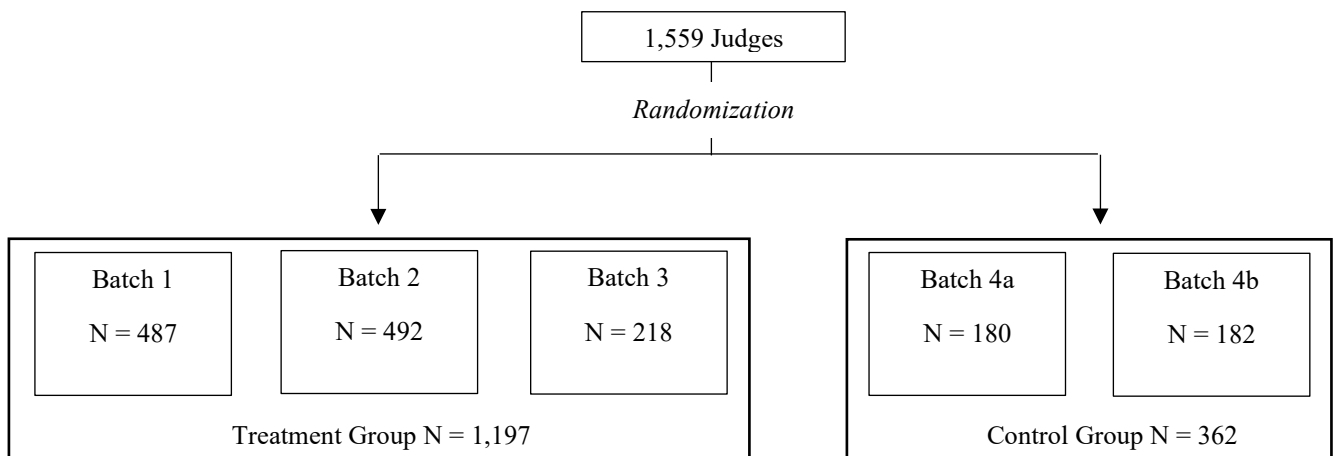 1,559 Judges
Randomization
Batch 1
N = 487
Batch 2
N = 492
Batch 3
N = 218
Treatment Group N = 1,197
Batch 4a
N = 180
Batch 4b
N = 182
Control Group N = 362